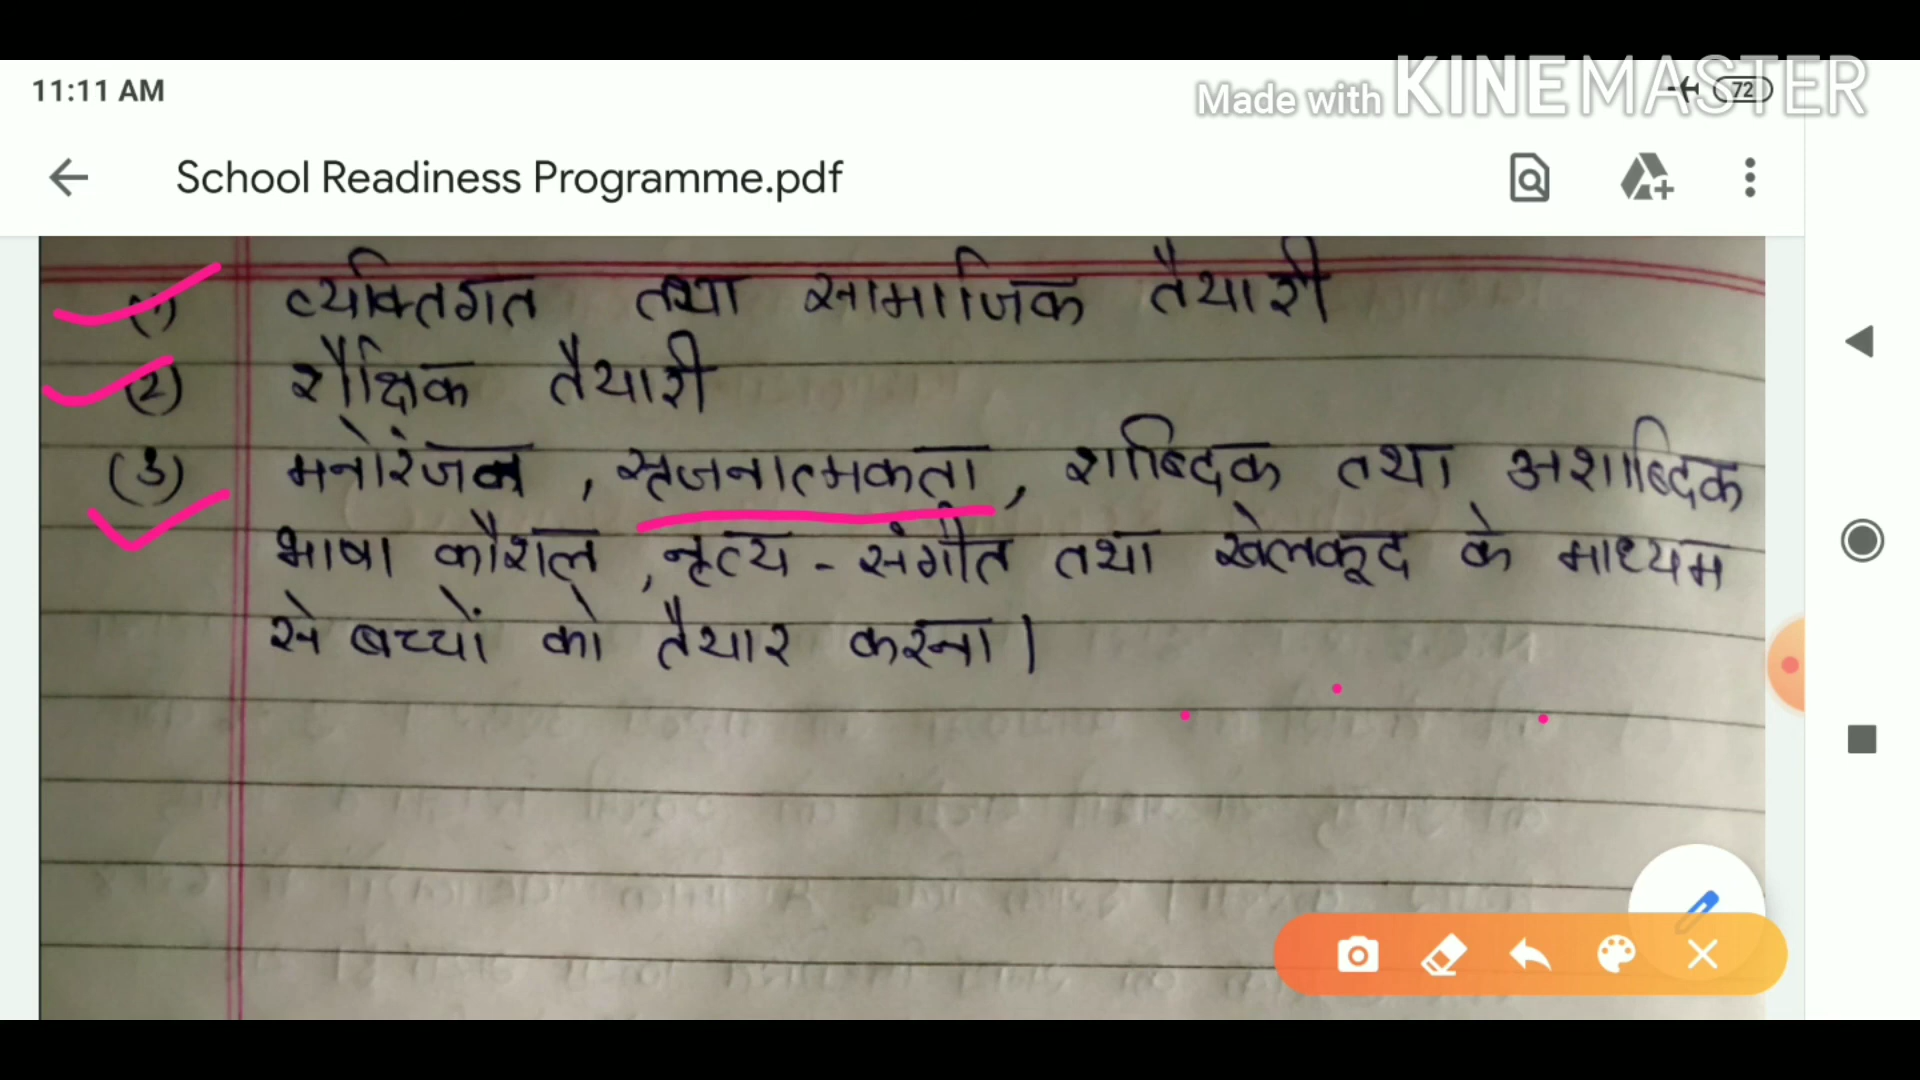 11:11 AM
Made with KINEMASTER
72
School Readiness Programme.pdf
(1) व्यक्तिगत तथा सामाजिक तैयारी
(2) शैक्षिक तैयारी
(3) मनोरंजन, सृजनात्मकता, शाब्दिक तथा अशाब्दिक
भाषा कौशल, नृत्य - संगीत तथा खेलकूद के माध्यम
से बच्चों को तैयार करना।